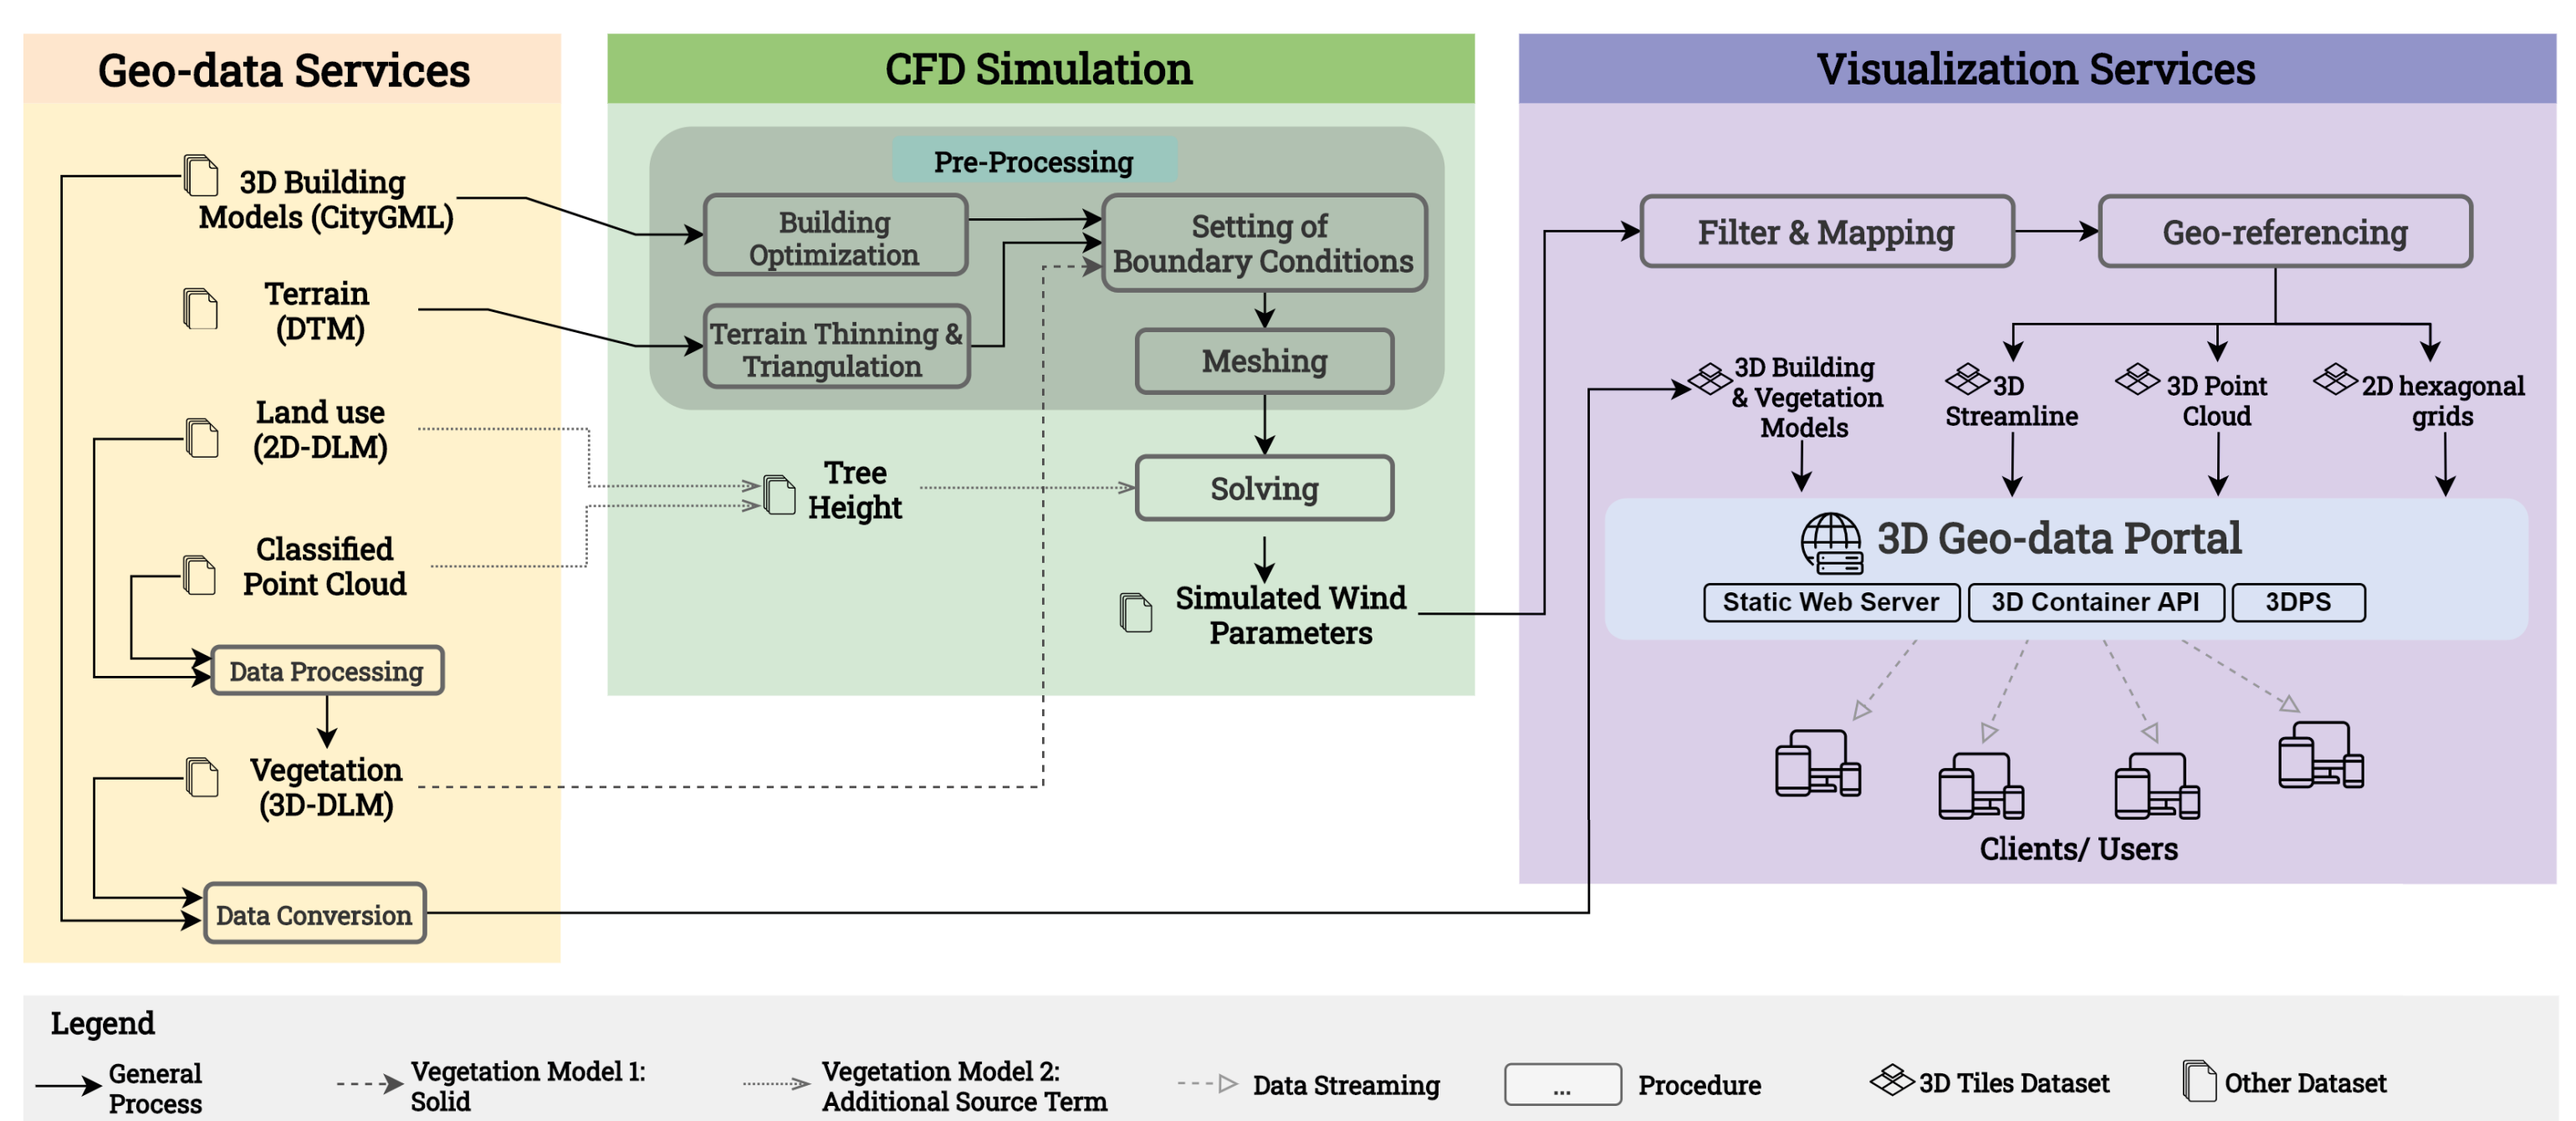 Geo-data Services
3D Building
Models (CityGML)
Terrain
(DTM)
Land use
(2D-DLM)
Classified
Point Cloud
Data Processing
Vegetation
(3D-DLM)
Data Conversion
CFD Simulation
Pre-Processing
Building
Optimization
Setting of
Boundary Conditions
Terrain Thinning &
Triangulation
Meshing
Tree
Height
Solving
Simulated Wind
Parameters
Visualization Services
Filter & Mapping
Geo-referencing
3D Building
& Vegetation
Models
3D
Streamline
3D Point
Cloud
2D hexagonal
grids
3D Geo-data Portal
Static Web Server
3D Container API
3DPS
Clients/ Users
Legend
General
Process
Vegetation Model 1:
Solid
Vegetation Model 2:
Additional Source Term
Data Streaming
...
Procedure
3D Tiles Dataset
Other Dataset